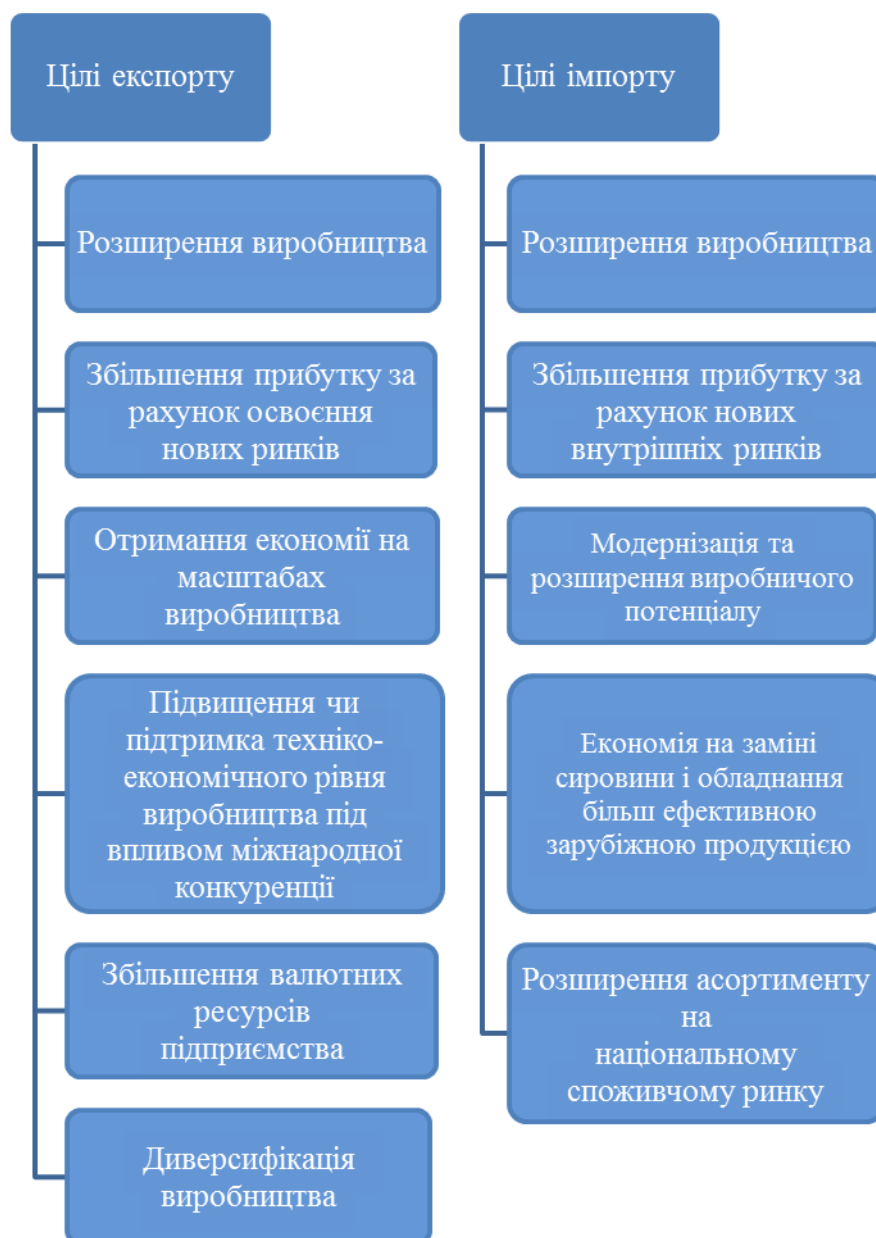 Цілі експорту
Розширення виробництва
Збільшення прибутку за
рахунок освоєння
нових ринків
Отримання економії на
масштабах
виробництва
Підвищення чи
підтримка техніко-
економічного рівня
виробництва під
впливом міжнародної
конкуренції
Збільшення валютних
ресурсів
підприємства
Диверсифікація
виробництва
Цілі імпорту
Розширення виробництва
Збільшення прибутку за
рахунок нових
внутрішніх ринків
Модернізація та
розширення виробничого
потенціалу
Економія на заміні
сировини і обладнання
більш ефективною
зарубіжною продукцією
Розширення асортименту
на
національному
споживчому ринку